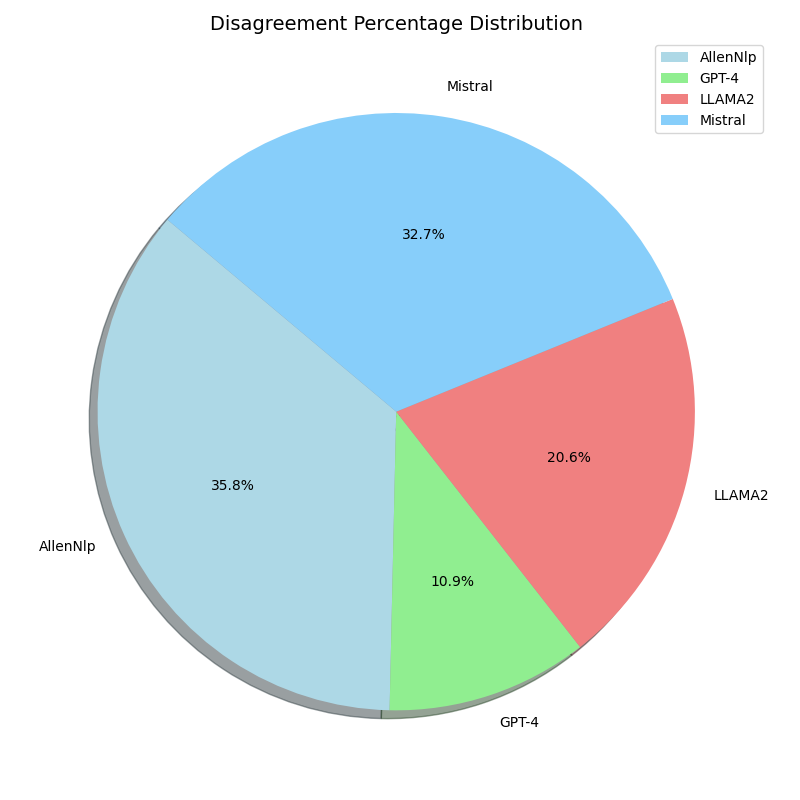 Disagreement Percentage Distribution
AllenNlp
GPT-4
LLAMA2
Mistral
Mistral
32.7%
20.6%
LLAMA2
35.8%
AllenNlp
10.9%
GPT-4